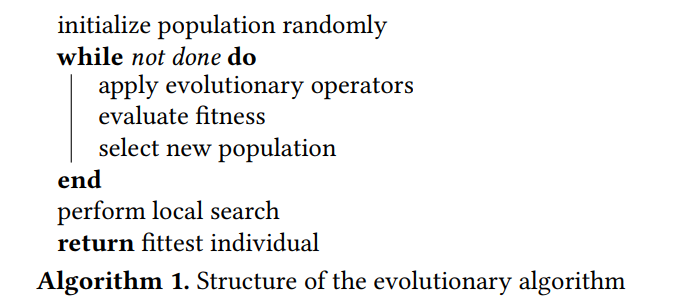 initialize population randomly
while not done do
apply evolutionary operators
evaluate fitness
select new population
end
perform local search
return fittest individual
Algorithm 1. Structure of the evolutionary algorithm